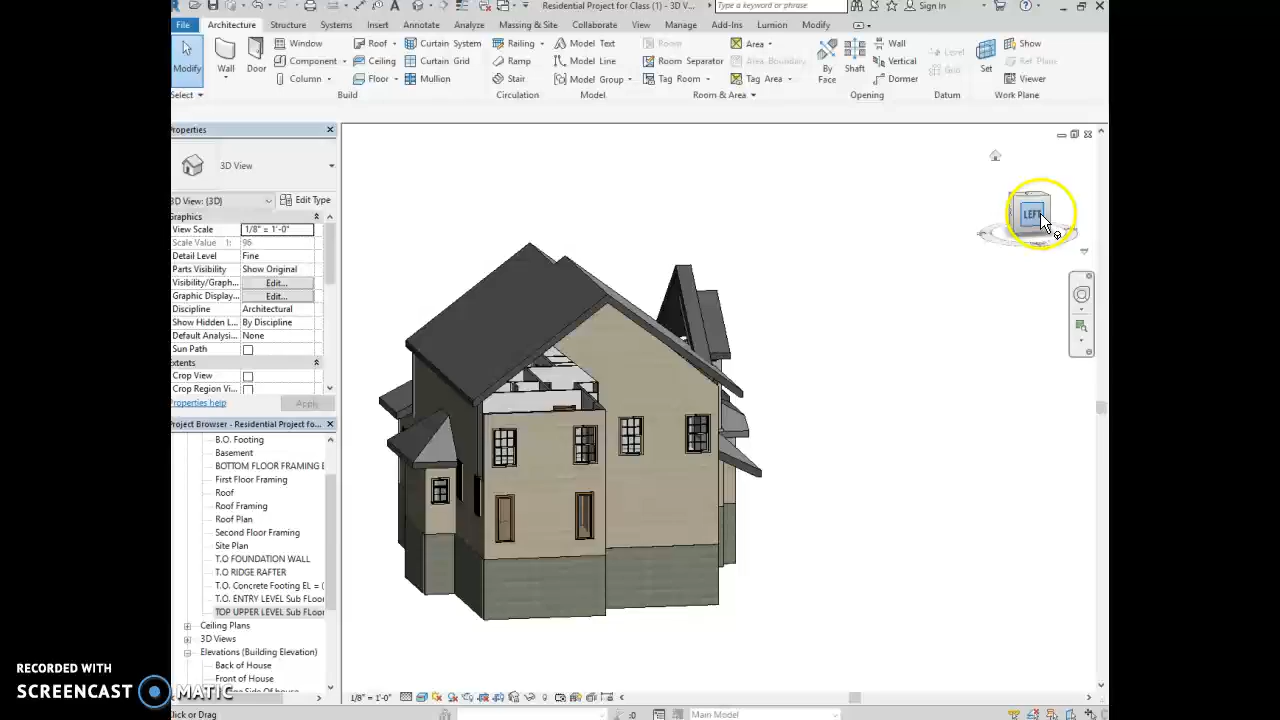 Residential Project for Class (1) - 3D V...
Type a keyword or phrase
Sign In
File Architecture Structure Systems Insert Annotate Analyze Massing & Site Collaborate View Manage Add-Ins Lumion Modify
Modify
Wall
Door
Window
Component
Column
Roof
Ceiling
Floor
Curtain System
Curtain Grid
Mullion
Railing
Ramp
Stair
Model Text
Model Line
Model Group
Room
Room Separator
Tag Room
Area
Area Boundary
Tag Area
By Face
Shaft
Wall
Vertical
Dormer
Level
Grid
Set
Show
Ref Plane
Viewer
Select Build Circulation Model Room & Area Opening Datum Work Plane
Properties
3D View
3D View: {3D}
Edit Type
Graphics
View Scale 1/8" = 1'-0"
Scale Value 1: 96
Detail Level Fine
Parts Visibility Show Original
Visibility/Graph... Edit...
Graphic Display... Edit...
Discipline Architectural
Show Hidden L... By Discipline
Default Analysi... None
Sun Path
Extents
Crop View
Crop Region Vi...
Properties help
Apply
Project Browser - Residential Project fo...
B.O. Footing
Basement
BOTTOM FLOOR FRAMING E
First Floor Framing
Roof
Roof Framing
Roof Plan
Second Floor Framing
Site Plan
T.O FOUNDATION WALL
T.O RIDGE RAFTER
T.O. Concrete Footing EL = (
T.O. ENTRY LEVEL Sub FLoor
TOP UPPER LEVEL Sub FLoor
Ceiling Plans
3D Views
Elevations (Building Elevation)
Back of House
Front of House
Side Of house
LEFT
1/8" = 1'-0"
Click or Drag
:0
Main Model
RECORDED WITH
SCREENCAST MATIC